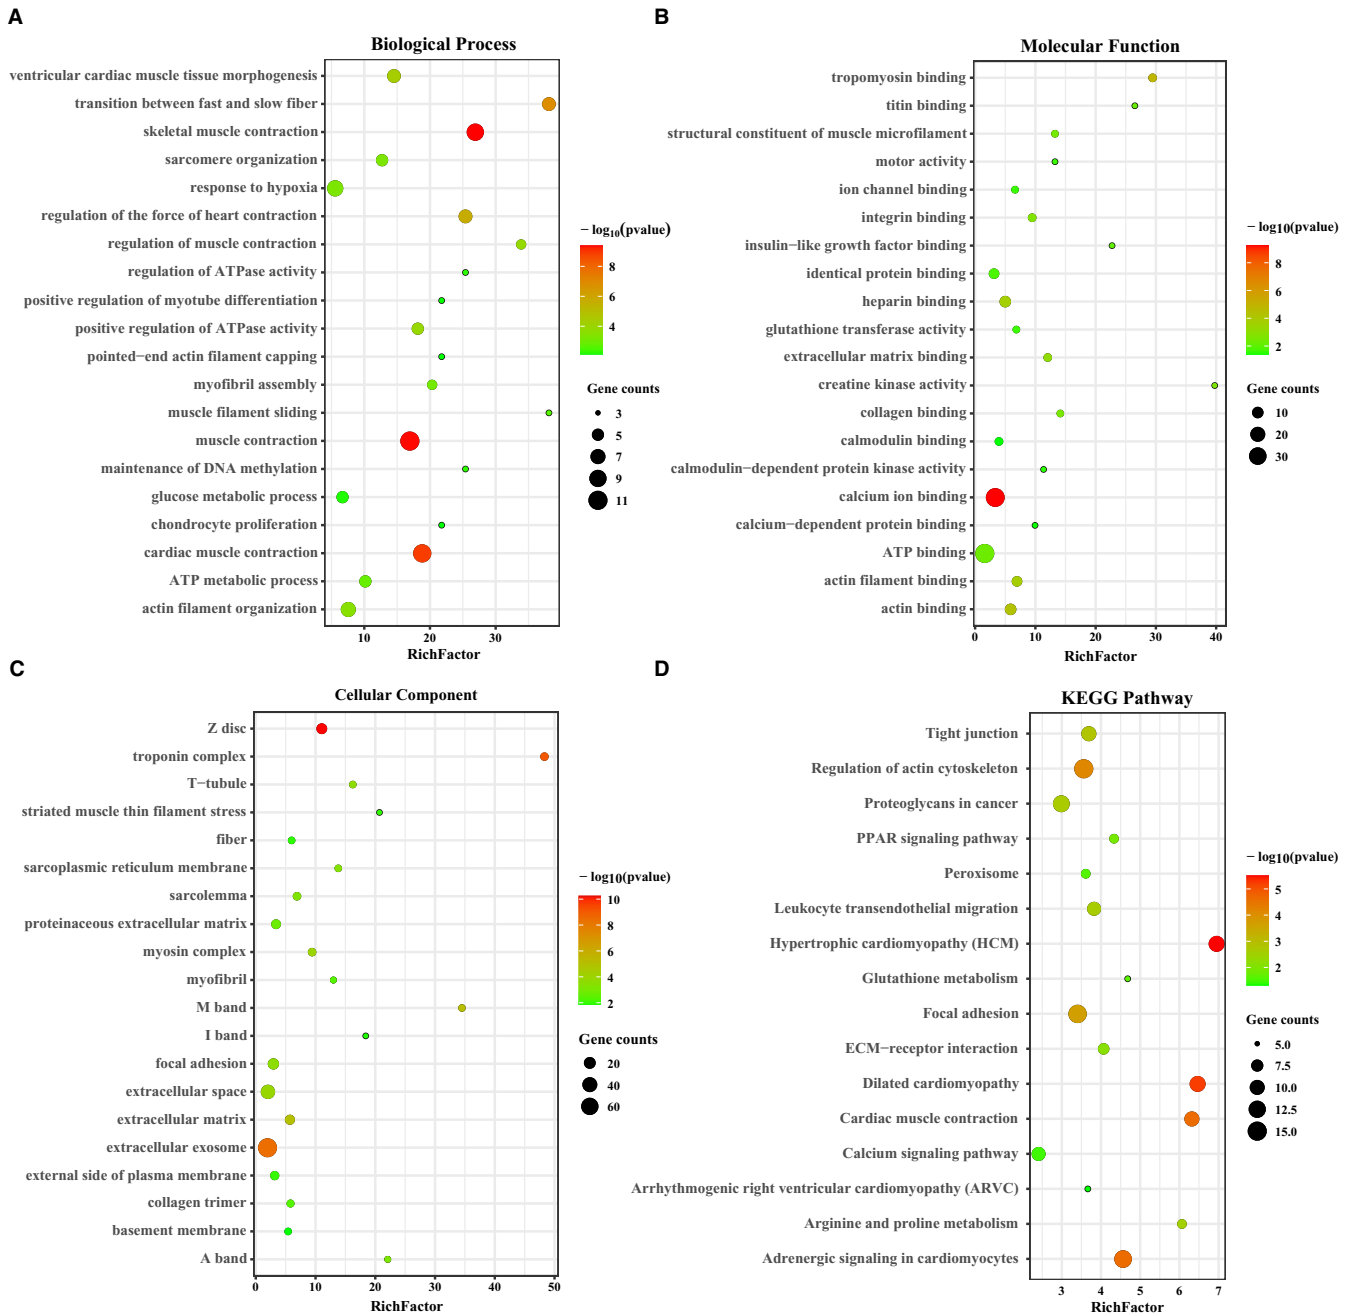 A
Biological Process
ventricular cardiac muscle tissue morphogenesis
transition between fast and slow fiber
skeletal muscle contraction
sarcomere organization
response to hypoxia
regulation of the force of heart contraction
regulation of muscle contraction
regulation of ATPase activity
positive regulation of myotube differentiation
positive regulation of ATPase activity
pointed−end actin filament capping
myofibril assembly
muscle filament sliding
muscle contraction
maintenance of DNA methylation
glucose metabolic process
chondrocyte proliferation
cardiac muscle contraction
ATP metabolic process
actin filament organization
10 20 30
RichFactor
− log10(pvalue)
8
6
4
Gene counts
3
5
7
9
11
B
Molecular Function
tropomyosin binding
titin binding
structural constituent of muscle microfilament
motor activity
ion channel binding
integrin binding
insulin−like growth factor binding
identical protein binding
heparin binding
glutathione transferase activity
extracellular matrix binding
creatine kinase activity
collagen binding
calmodulin binding
calmodulin−dependent protein kinase activity
calcium ion binding
calcium−dependent protein binding
ATP binding
actin filament binding
actin binding
0 10 20 30 40
RichFactor
− log10(pvalue)
8
6
4
2
Gene counts
10
20
30
C
Cellular Component
Z disc
troponin complex
T−tubule
striated muscle thin filament stress
fiber
sarcoplasmic reticulum membrane
sarcolemma
proteinaceous extracellular matrix
myosin complex
myofibril
M band
I band
focal adhesion
extracellular space
extracellular matrix
extracellular exosome
external side of plasma membrane
collagen trimer
basement membrane
A band
0 10 20 30 40 50
RichFactor
− log10(pvalue)
10
8
6
4
2
Gene counts
20
40
60
D
KEGG Pathway
Tight junction
Regulation of actin cytoskeleton
Proteoglycans in cancer
PPAR signaling pathway
Peroxisome
Leukocyte transendothelial migration
Hypertrophic cardiomyopathy (HCM)
Glutathione metabolism
Focal adhesion
ECM−receptor interaction
Dilated cardiomyopathy
Cardiac muscle contraction
Calcium signaling pathway
Arrhythmogenic right ventricular cardiomyopathy (ARVC)
Arginine and proline metabolism
Adrenergic signaling in cardiomyocytes
3 4 5 6 7
RichFactor
− log10(pvalue)
5
4
3
2
Gene counts
5.0
7.5
10.0
12.5
15.0